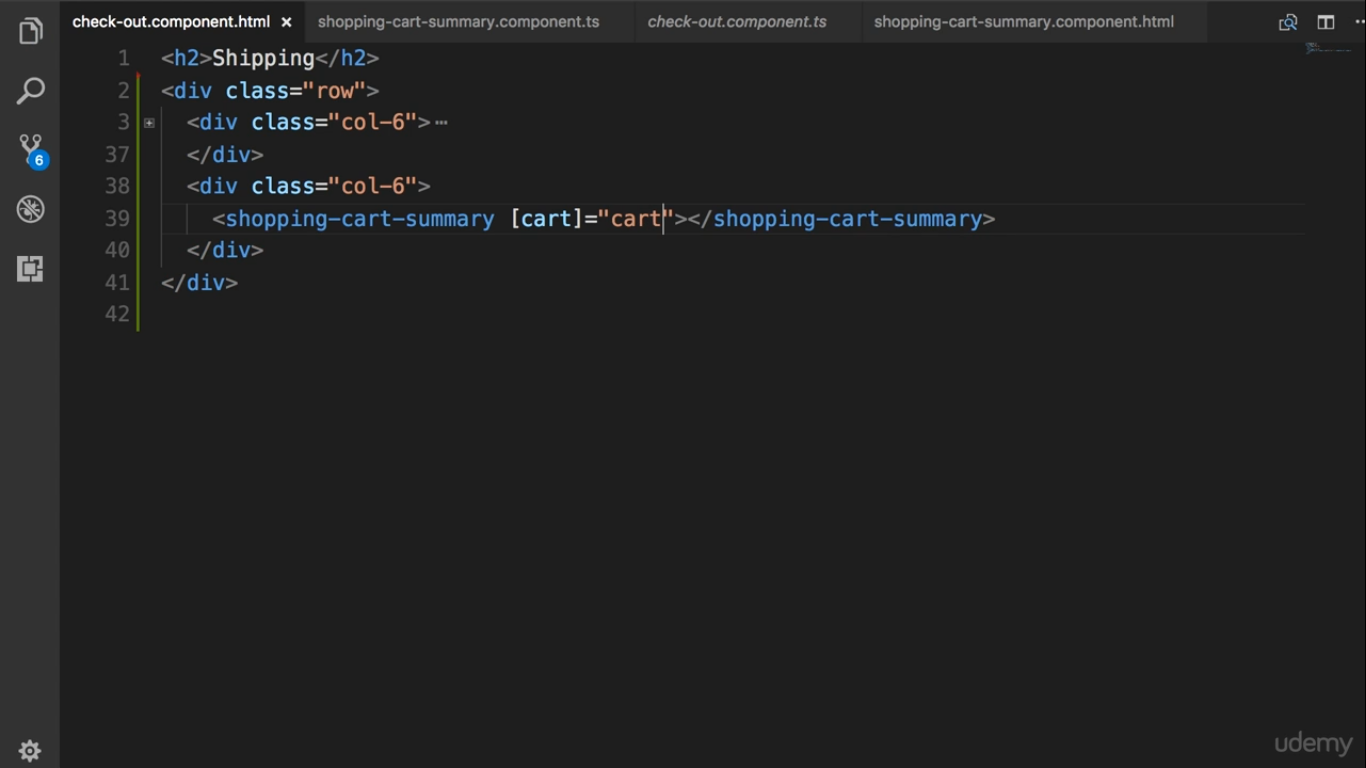 check-out.component.html × shopping-cart-summary.component.ts check-out.component.ts shopping-cart-summary.component.html
1 <h2>Shipping</h2>
2 <div class="row">
3 <div class="col-6">⋯
37 </div>
38 <div class="col-6">
39 <shopping-cart-summary [cart]="cart"></shopping-cart-summary>
40 </div>
41 </div>
42
6
udemy